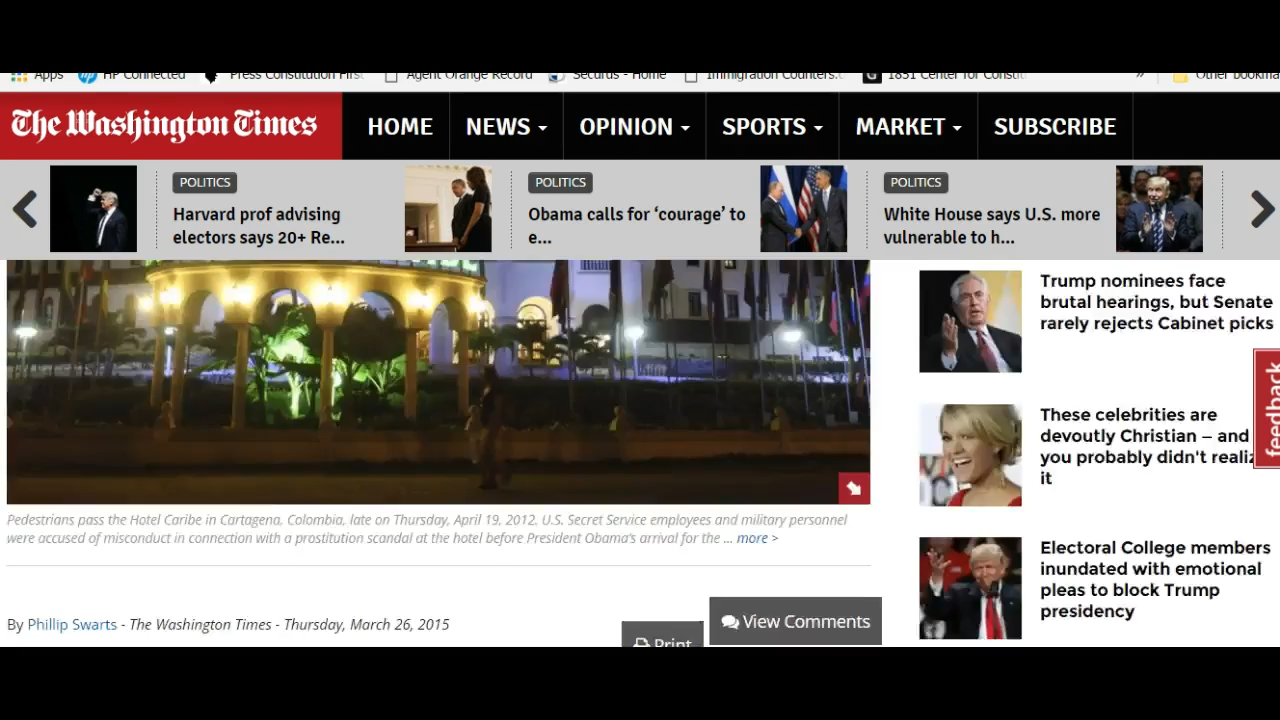 Apps HP Connected Press Constitution First Agent Orange Record Securus - Home Immigration Counters.c 1851 Center for Constit » Other bookma
The Washington Times HOME NEWS OPINION SPORTS MARKET SUBSCRIBE
POLITICS
Harvard prof advising
electors says 20+ Re...
POLITICS
Obama calls for ‘courage’ to
e...
POLITICS
White House says U.S. more
vulnerable to h...
Pedestrians pass the Hotel Caribe in Cartagena, Colombia, late on Thursday, April 19, 2012. U.S. Secret Service employees and military personnel
were accused of misconduct in connection with a prostitution scandal at the hotel before President Obama's arrival for the ... more >
By Phillip Swarts - The Washington Times - Thursday, March 26, 2015
Print
View Comments
Trump nominees face
brutal hearings, but Senate
rarely rejects Cabinet picks
These celebrities are
devoutly Christian – and
you probably didn't realiz
it
Electoral College members
inundated with emotional
pleas to block Trump
presidency
feedback